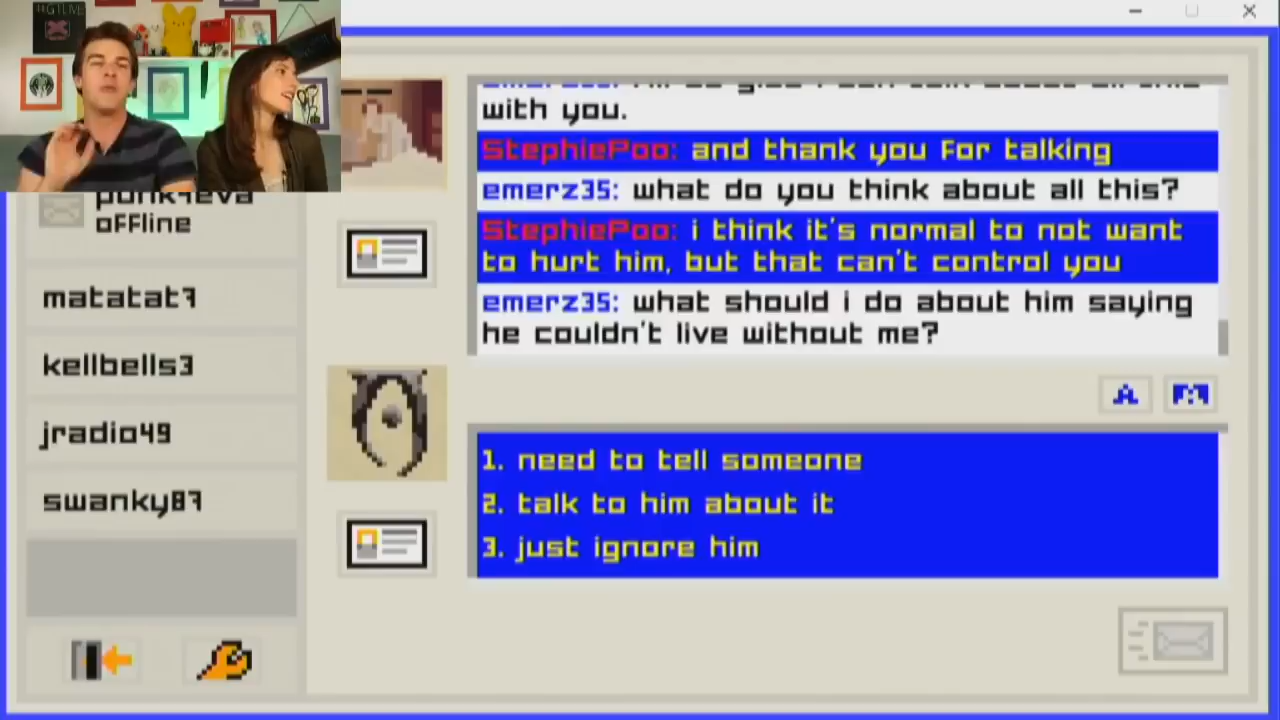 GTLIVE
with you.
StephiePoo: and thank you for talking
emerz35: what do you think about all this?
StephiePoo: i think it's normal to not want
to hurt him, but that can't control you
emerz35: what should i do about him saying
he couldn't live without me?
punk4eva
offline
matatat7
kellbells3
jradio49
swanky87
A
1. need to tell someone
2. talk to him about it
3. just ignore him